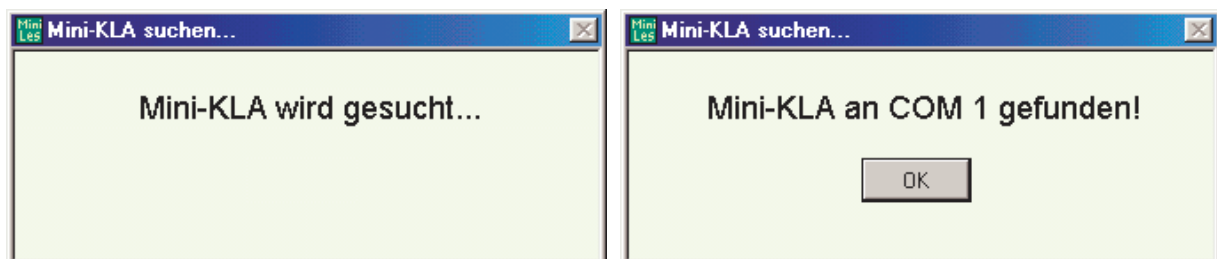 Mini Les Mini-KLA suchen...
Mini-KLA wird gesucht...
Mini Les Mini-KLA suchen...
Mini-KLA an COM 1 gefunden!
OK